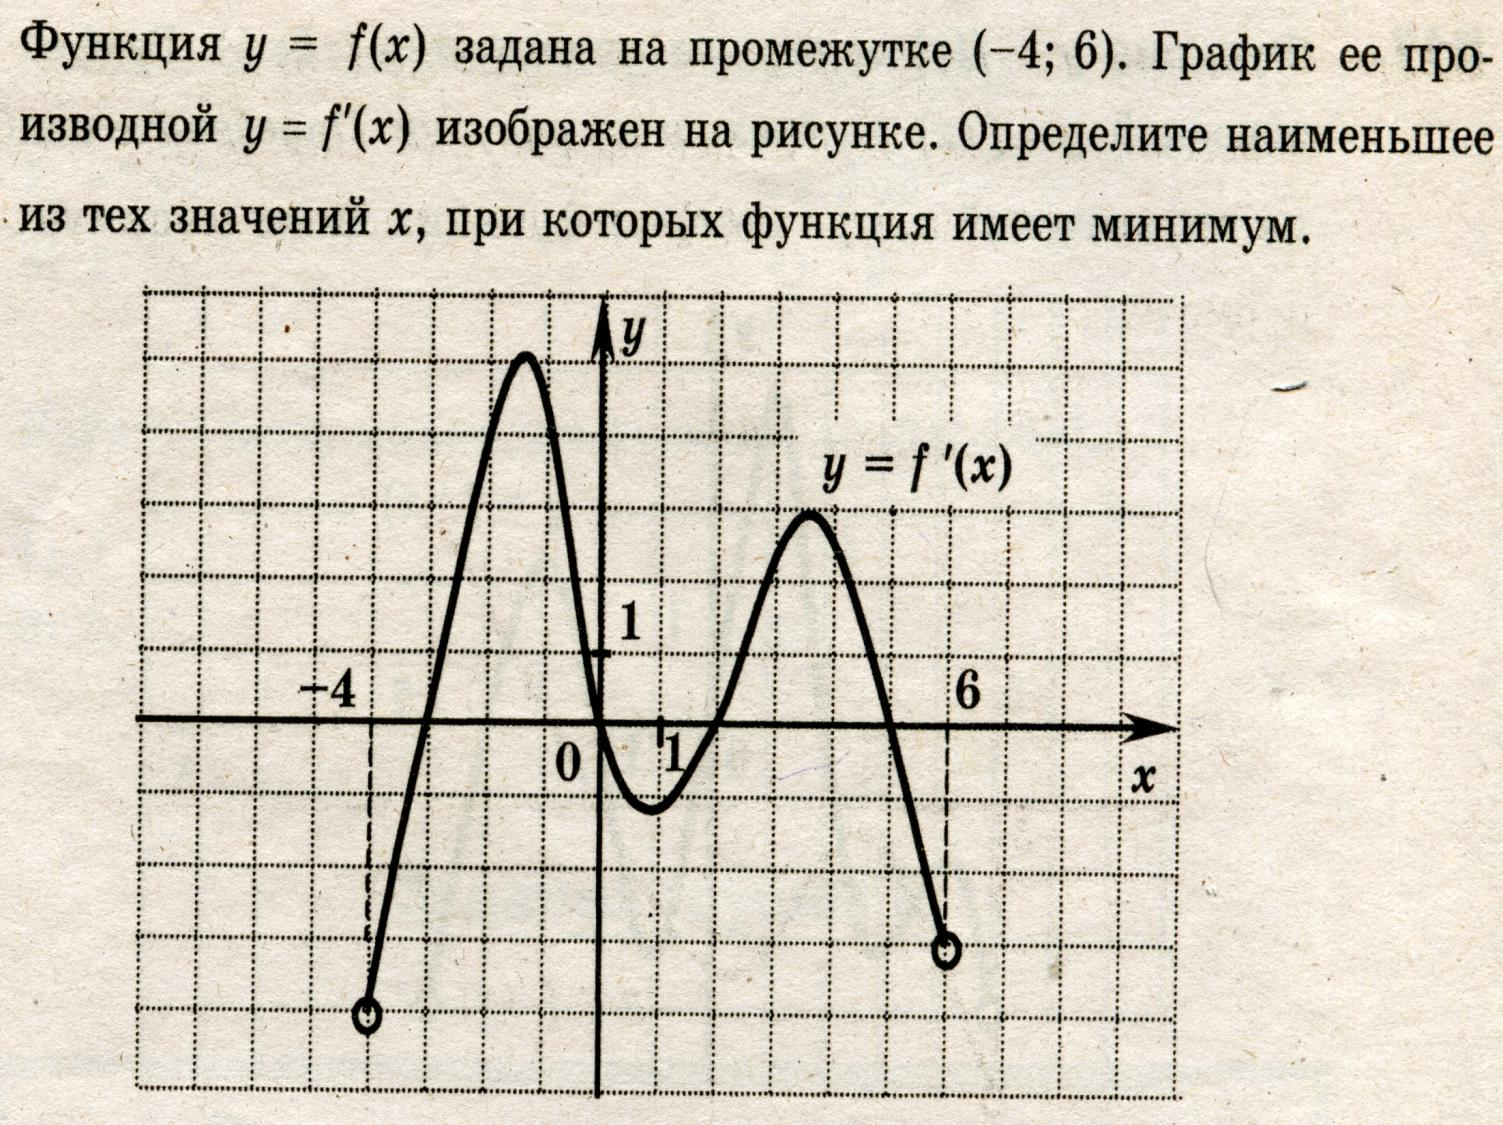 Функция y = f(x) задана на промежутке (−4; 6). График ее про-
изводной y = f′(x) изображен на рисунке. Определите наименьшее
из тех значений x, при которых функция имеет минимум.
y
y = f ′(x)
1
−4
6
0
1
x